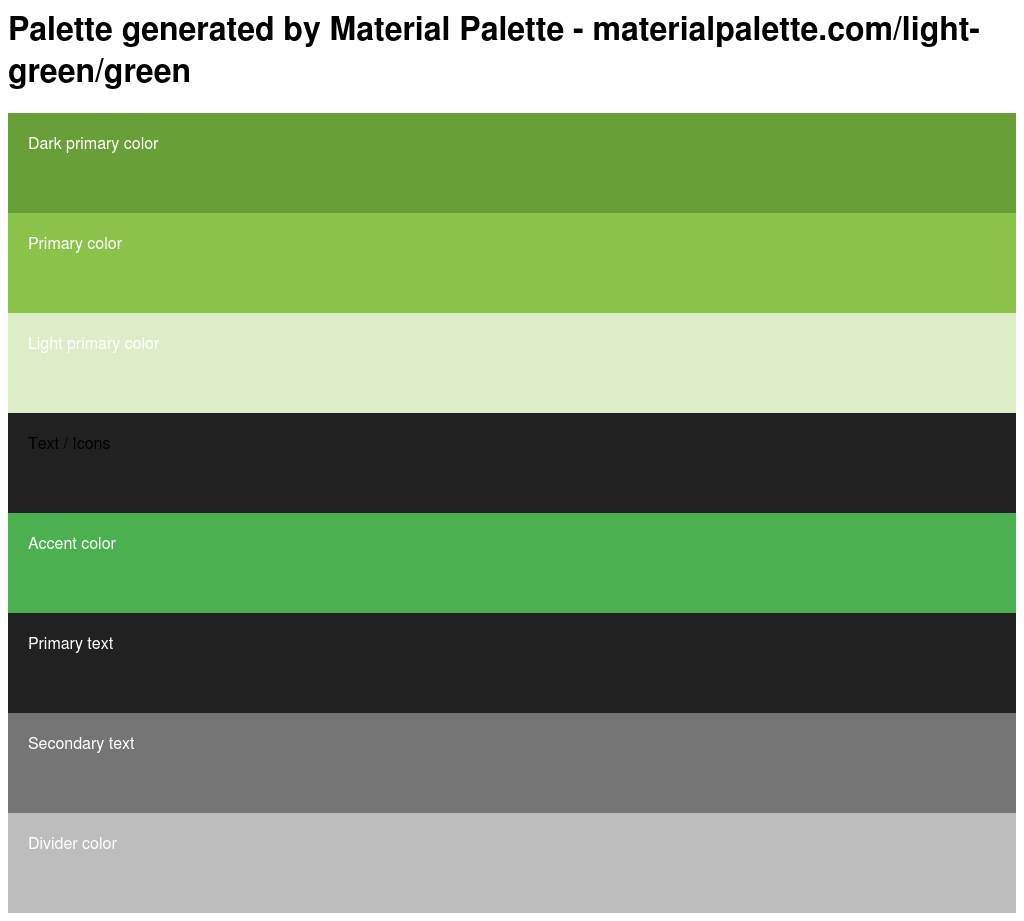 Palette generated by Material Palette - materialpalette.com/light-
green/green
Dark primary color
Primary color
Light primary color
Text / Icons
Accent color
Primary text
Secondary text
Divider color